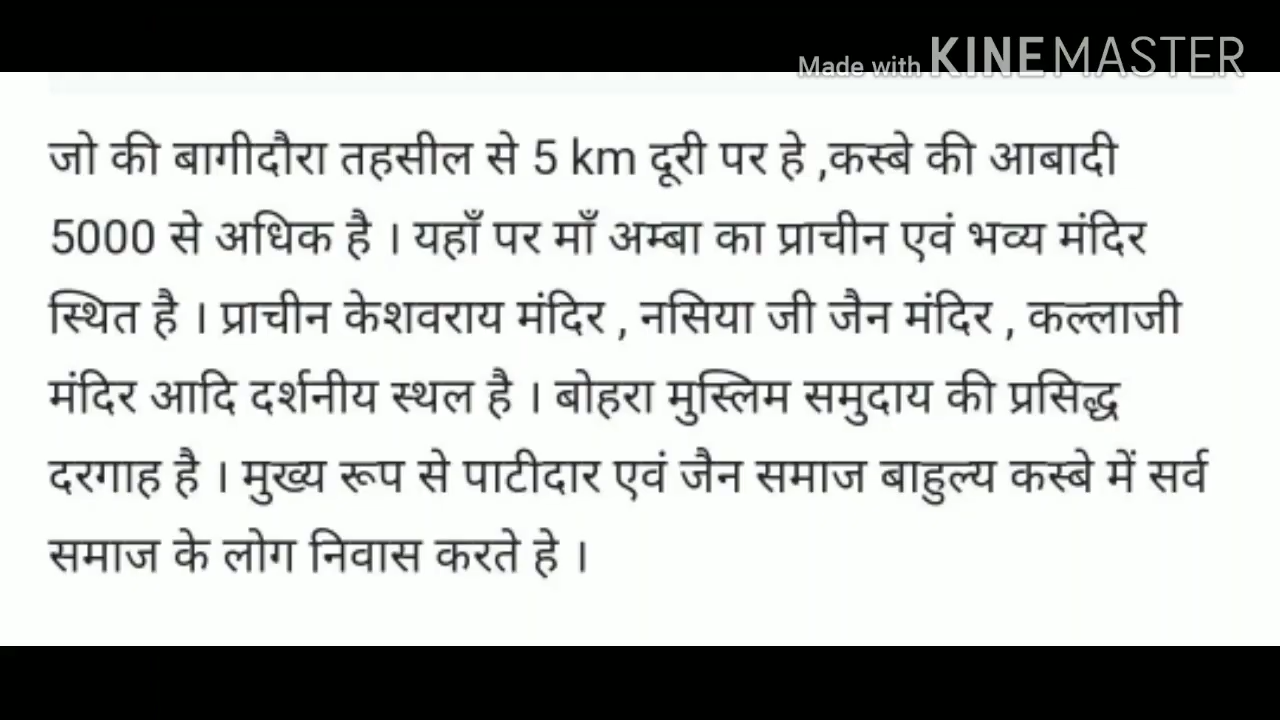 Made with KINEMASTER
जो की बागीदौरा तहसील से 5 km दूरी पर हे ,कस्बे की आबादी
5000 से अधिक है । यहाँ पर माँ अम्बा का प्राचीन एवं भव्य मंदिर
स्थित है । प्राचीन केशवराय मंदिर , नसिया जी जैन मंदिर , कल्लाजी
मंदिर आदि दर्शनीय स्थल है । बोहरा मुस्लिम समुदाय की प्रसिद्ध
दरगाह है । मुख्य रूप से पाटीदार एवं जैन समाज बाहुल्य कस्बे में सर्व
समाज के लोग निवास करते हे ।